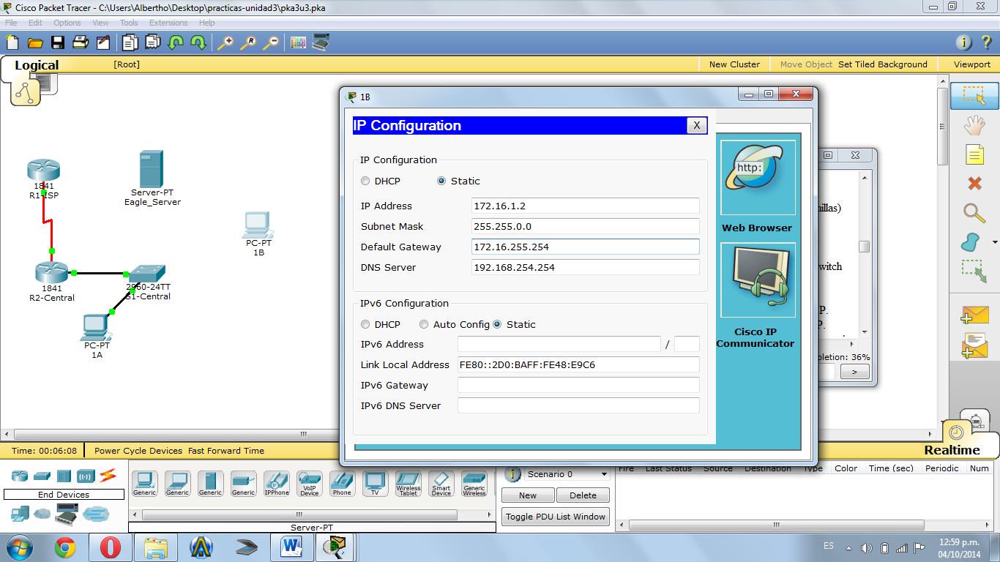 Cisco Packet Tracer - C:\Users\Albertho\Desktop\practicas-unidad3\pka3u3.pka
File Edit Options View Tools Extensions Help
Logical [Root] New Cluster Move Object Set Tiled Background Viewport
1841
R1-ISP
Server-PT
Eagle_Server
PC-PT
1B
1841
R2-Central
2960-24TT
S1-Central
PC-PT
1A
1B
IP Configuration X
IP Configuration
DHCP Static
IP Address 172.16.1.2
Subnet Mask 255.255.0.0
Default Gateway 172.16.255.254
DNS Server 192.168.254.254
IPv6 Configuration
DHCP Auto Config Static
IPv6 Address /
Link Local Address FE80::2D0:BAFF:FE48:E9C6
IPv6 Gateway
IPv6 DNS Server
http:
Web Browser
Cisco IP
Communicator
illas)
witch
P.
P.
pletion: 36%
>
Time: 00:06:08 Power Cycle Devices Fast Forward Time Realtime
End Devices
Generic Generic Generic Generic IPPhone VoIP Device Phone TV Wireless Tablet Smart Device Generic Wireless
Server-PT
Scenario 0
New Delete
Toggle PDU List Window
Fire Last Status Source Destination Type Color Time (sec) Periodic Num
ES 12:59 p.m.
04/10/2014